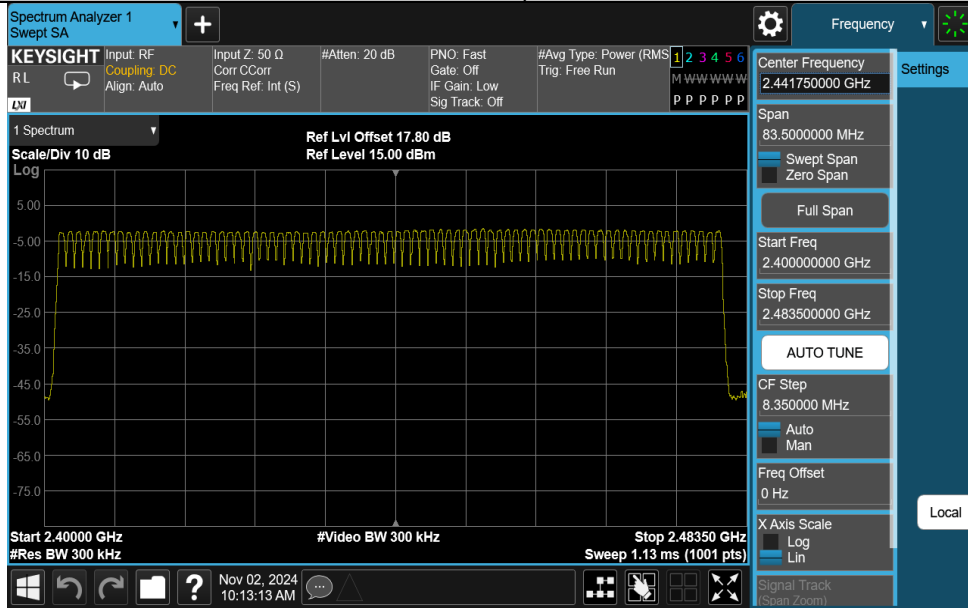 Spectrum Analyzer 1
Swept SA
+
Frequency
KEYSIGHT
RL
LXI
Input: RF
Coupling: DC
Align: Auto
Input Z: 50 Ω
Corr CCorr
Freq Ref: Int (S)
#Atten: 20 dB
PNO: Fast
Gate: Off
IF Gain: Low
Sig Track: Off
#Avg Type: Power (RMS
Trig: Free Run
1 2 3 4 5 6
M W W W W W
P P P P P P
1 Spectrum
Scale/Div 10 dB
Log
Ref Lvl Offset 17.80 dB
Ref Level 15.00 dBm
5.00
-5.00
-15.0
-25.0
-35.0
-45.0
-55.0
-65.0
-75.0
Start 2.40000 GHz
#Res BW 300 kHz
#Video BW 300 kHz
Stop 2.48350 GHz
Sweep 1.13 ms (1001 pts)
Center Frequency
2.441750000 GHz
Span
83.5000000 MHz
Swept Span
Zero Span
Full Span
Start Freq
2.400000000 GHz
Stop Freq
2.483500000 GHz
AUTO TUNE
CF Step
8.350000 MHz
Auto
Man
Freq Offset
0 Hz
X Axis Scale
Log
Lin
Signal Track
(Span Zoom)
Settings
Local
?
Nov 02, 2024
10:13:13 AM